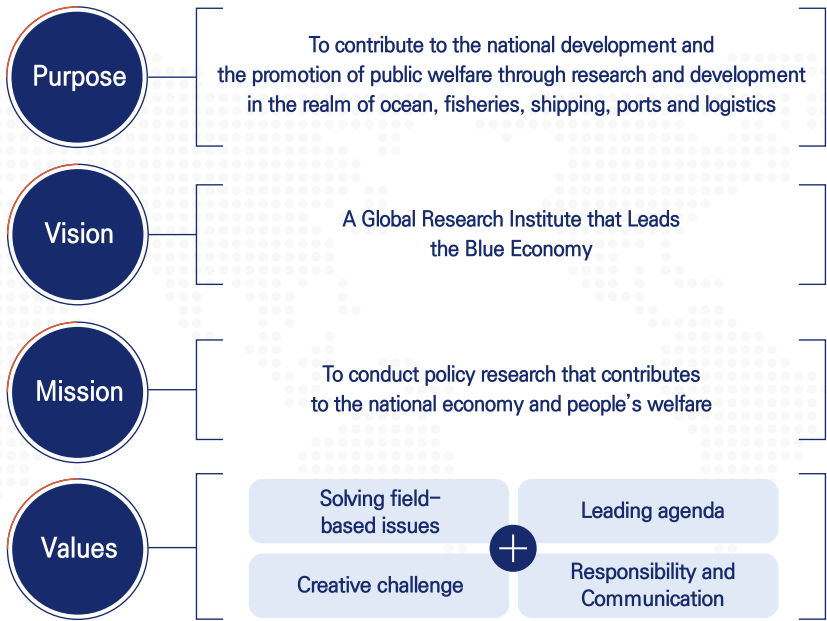 Purpose
To contribute to the national development and
the promotion of public welfare through research and development
in the realm of ocean, fisheries, shipping, ports and logistics
Vision
A Global Research Institute that Leads
the Blue Economy
Mission
To conduct policy research that contributes
to the national economy and people's welfare
Values
Solving field-
based issues
Leading agenda
Creative challenge
Responsibility and
Communication